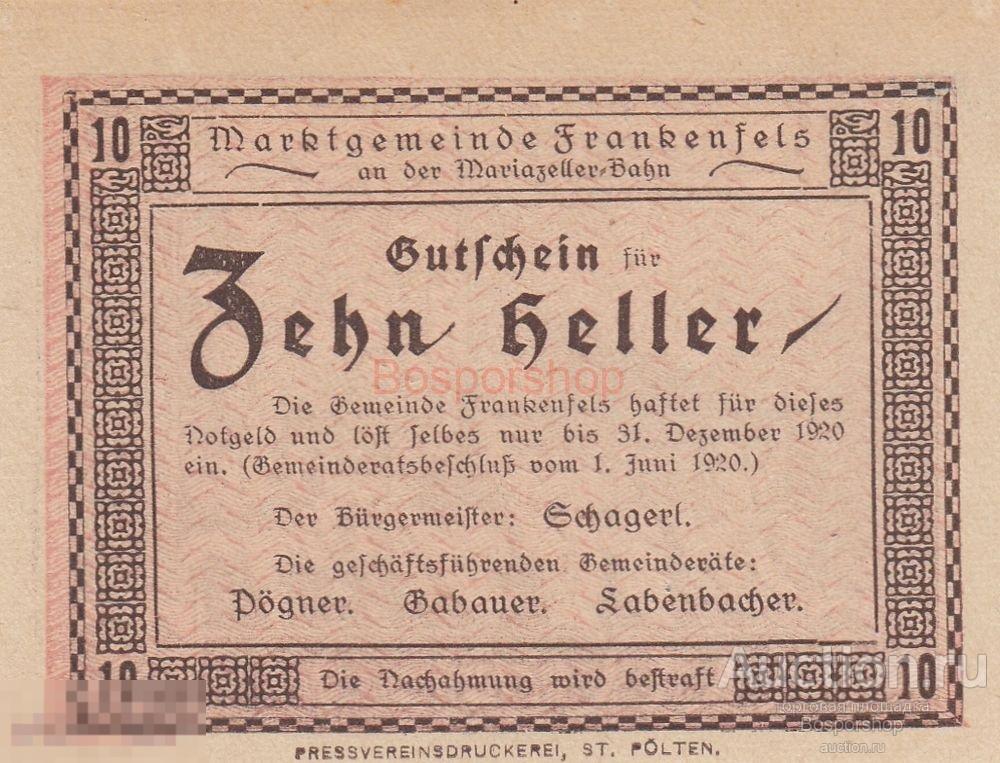 10 Marktgemeinde Frankenfels 10
an der Mariazeller-Bahn
Gutschein für
Zehn Heller
Bosporshop
Die Gemeinde Frankenfels haftet für dieses
Notgeld und löst selbes nur bis 31. Dezember 1920
ein. (Gemeinderatsbeschluß vom 1. Juni 1920.)
Der Bürgermeister: Schagerl.
Die geschäftsführenden Gemeinderäte:
Pögner. Gabauer. Labenbacher.
10 Die Nachahmung wird bestraft 10
Auction.ru
торговая площадка
Bosporshop
auction.ru
PRESSVEREINSDRUCKEREI, ST. PÖLTEN.